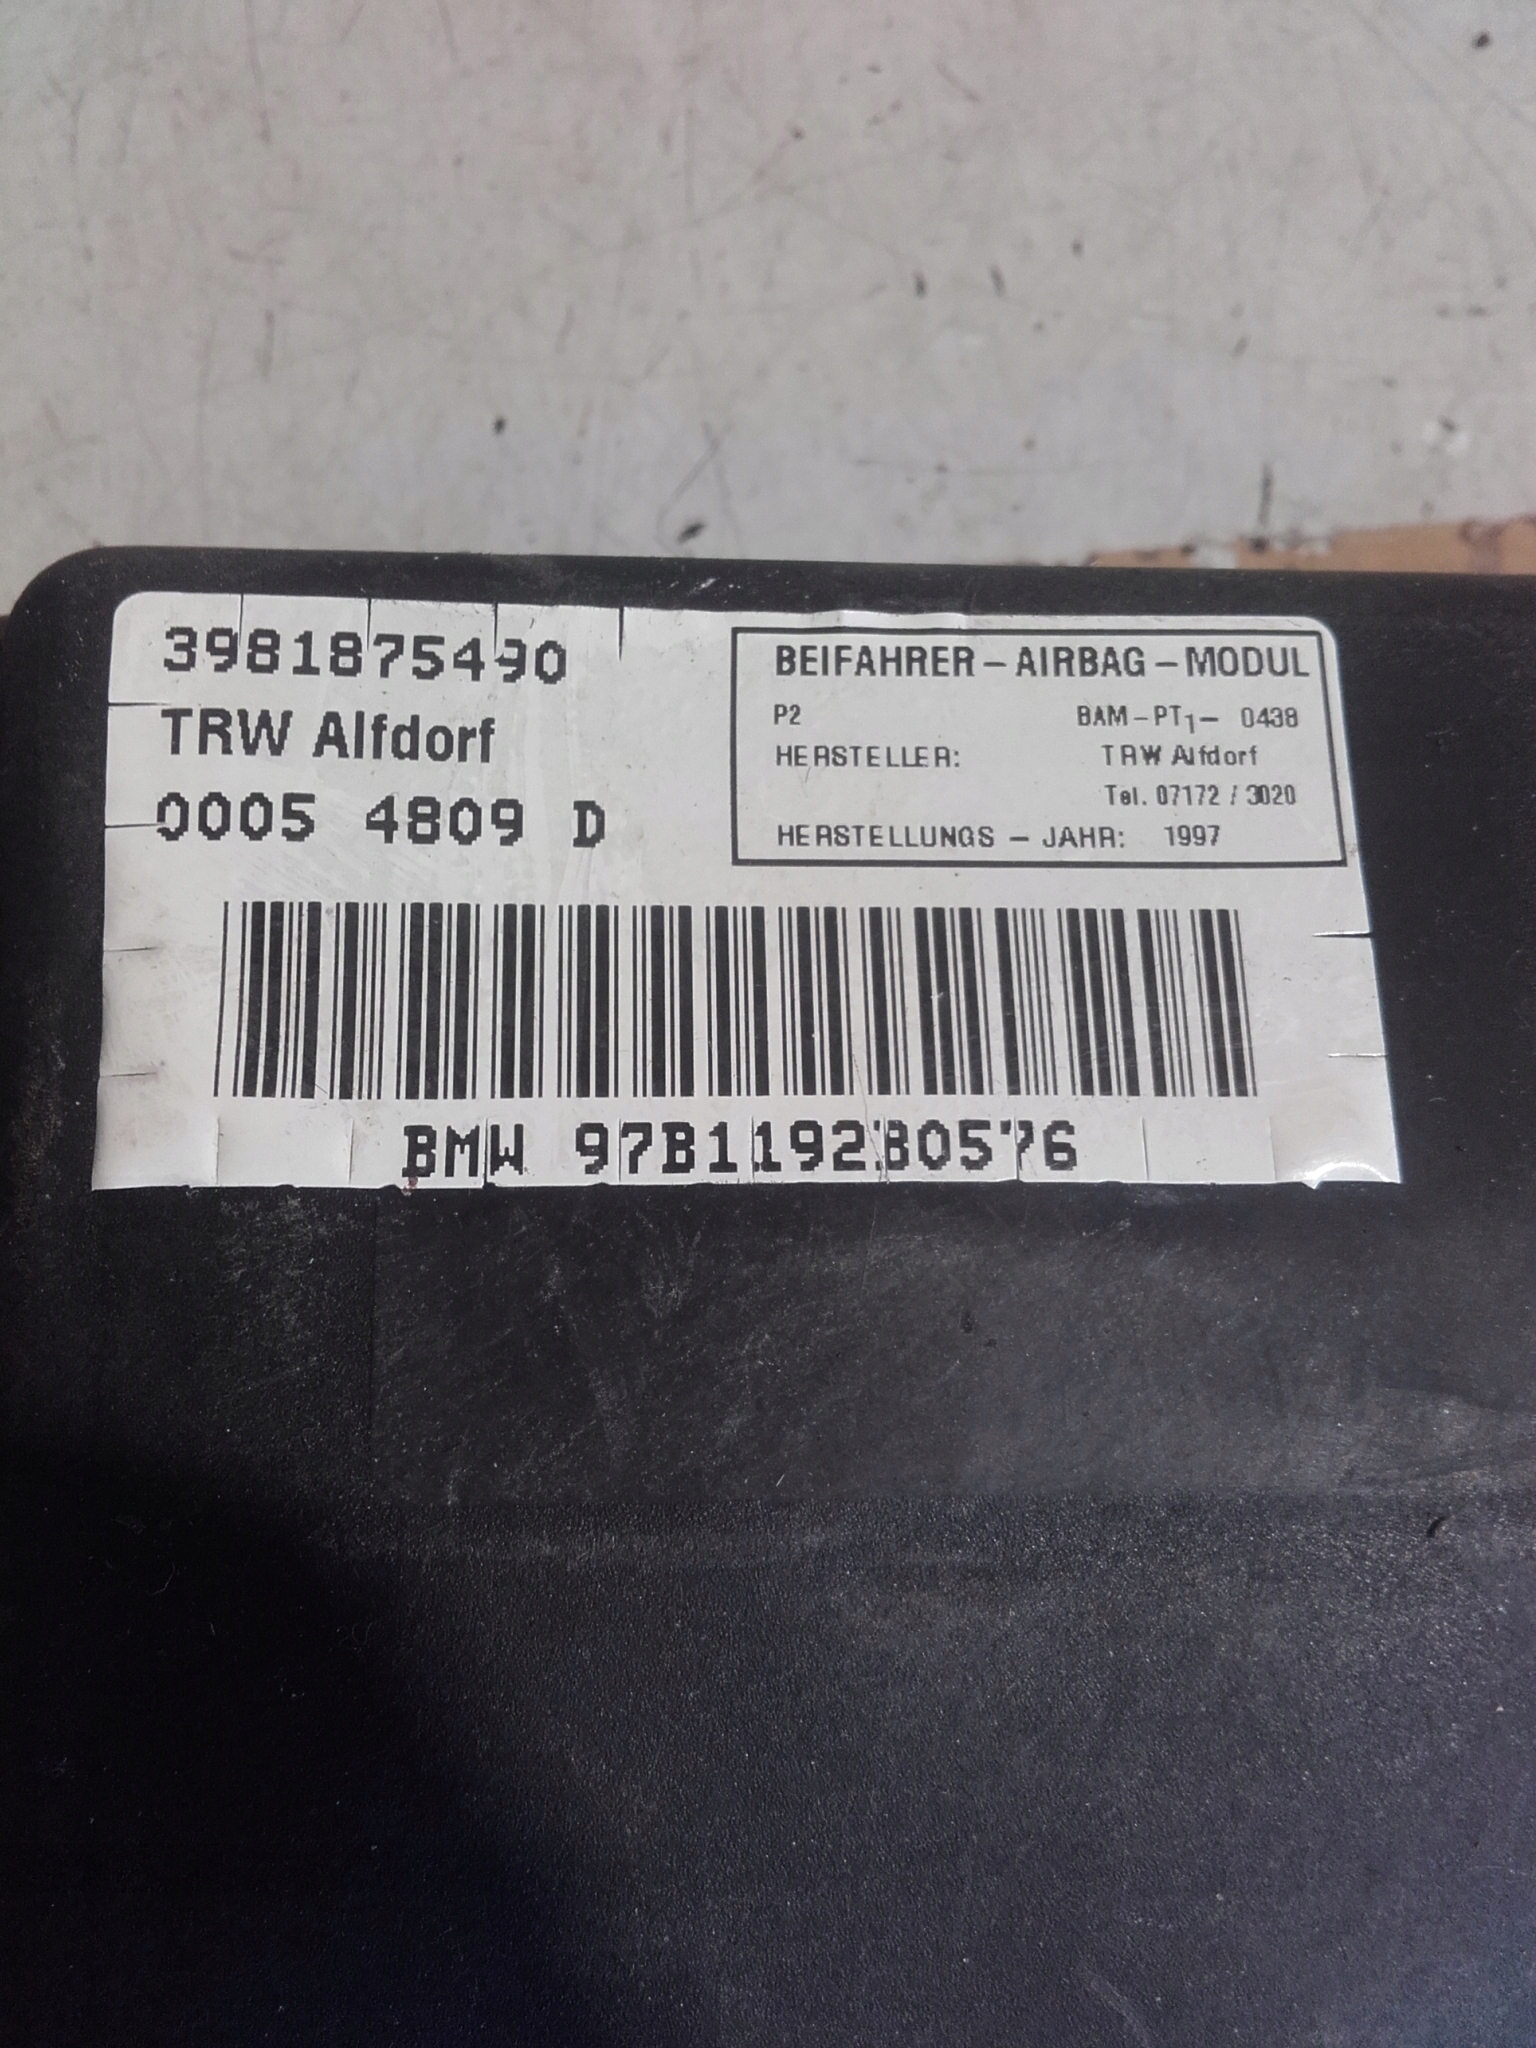 3981875490
TRW Alfdorf
0005 4809 D
BEIFAHRER – AIRBAG – MODUL
P2 BAM – PT1 – 0438
HERSTELLER: TRW Alfdorf
Tel. 07172 / 3020
HERSTELLUNGS – JAHR: 1997
BMW 97B119280576